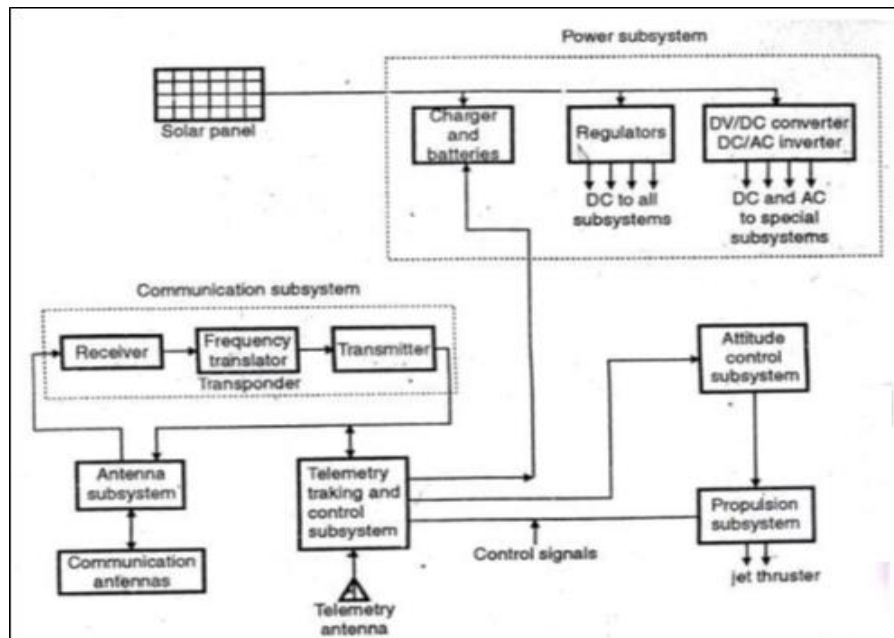 Power subsystem
Solar panel
Charger
and
batteries
Regulators
DV/DC converter
DC/AC inverter
DC to all
subsystems
DC and AC
to special
subsystems
Communication subsystem
Receiver
Frequency
translator
Transmitter
Transponder
Attitude
control
subsystem
Antenna
subsystem
Telemetry
traking and
control
subsystem
Propulsion
subsystem
Control signals
Communication
antennas
jet thruster
Telemetry
antenna